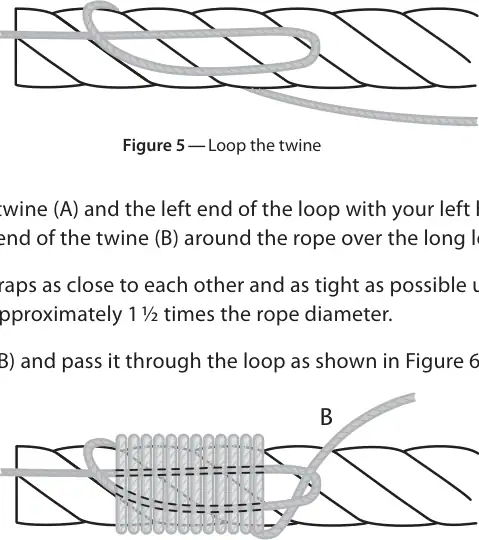 Figure 5 — Loop the twine
twine (A) and the left end of the loop with your left
end of the twine (B) around the rope over the long
raps as close to each other and as tight as possible
pproximately 1 ½ times the rope diameter.
B) and pass it through the loop as shown in Figure 6
B